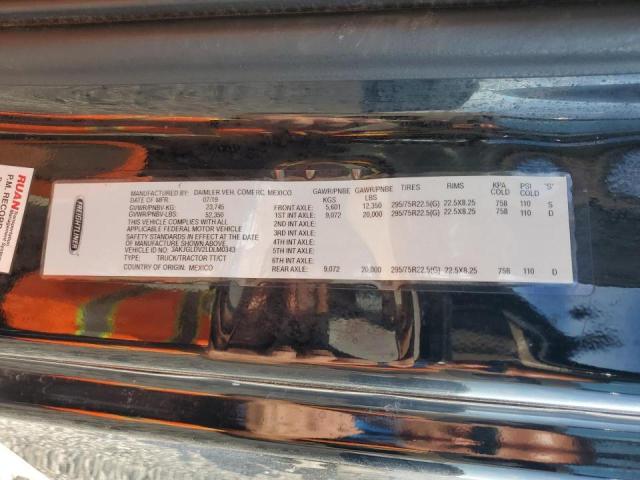 RUAN
P.M. RECORD
FREIGHTLINER
MANUFACTURED BY: DAIMLER VEH. COMERC. MEXICO
DATE OF MFR. 07/19
GVWR/PNBV-KG: 23,745
GVWR/PNBV-LBS: 52,350
THIS VEHICLE COMPLIES WITH ALL
APPLICABLE FEDERAL MOTOR VEHICLE
SAFETY STANDARDS IN EFFECT AT THE
DATE OF MANUFACTURE SHOWN ABOVE.
VEHICLE ID NO.: 3AKJGLDV2LDLM0343
TYPE: TRUCK/TRACTOR TT/CT
COUNTRY OF ORIGIN: MEXICO
GAWR/PNBE GAWR/PNBE TIRES RIMS KPA PSI 'S'
KGS LBS COLD COLD
FRONT AXLE: 5,601 12,350 295/75R22.5(G) 22.5X8.25 758 110 S
1ST INT AXLE: 9,072 20,000 295/75R22.5(G) 22.5X8.25 758 110 D
2ND INT AXLE:
3RD INT AXLE:
4TH INT AXLE:
5TH INT AXLE:
6TH INT AXLE:
REAR AXLE: 9,072 20,000 295/75R22.5(G) 22.5X8.25 758 110 D